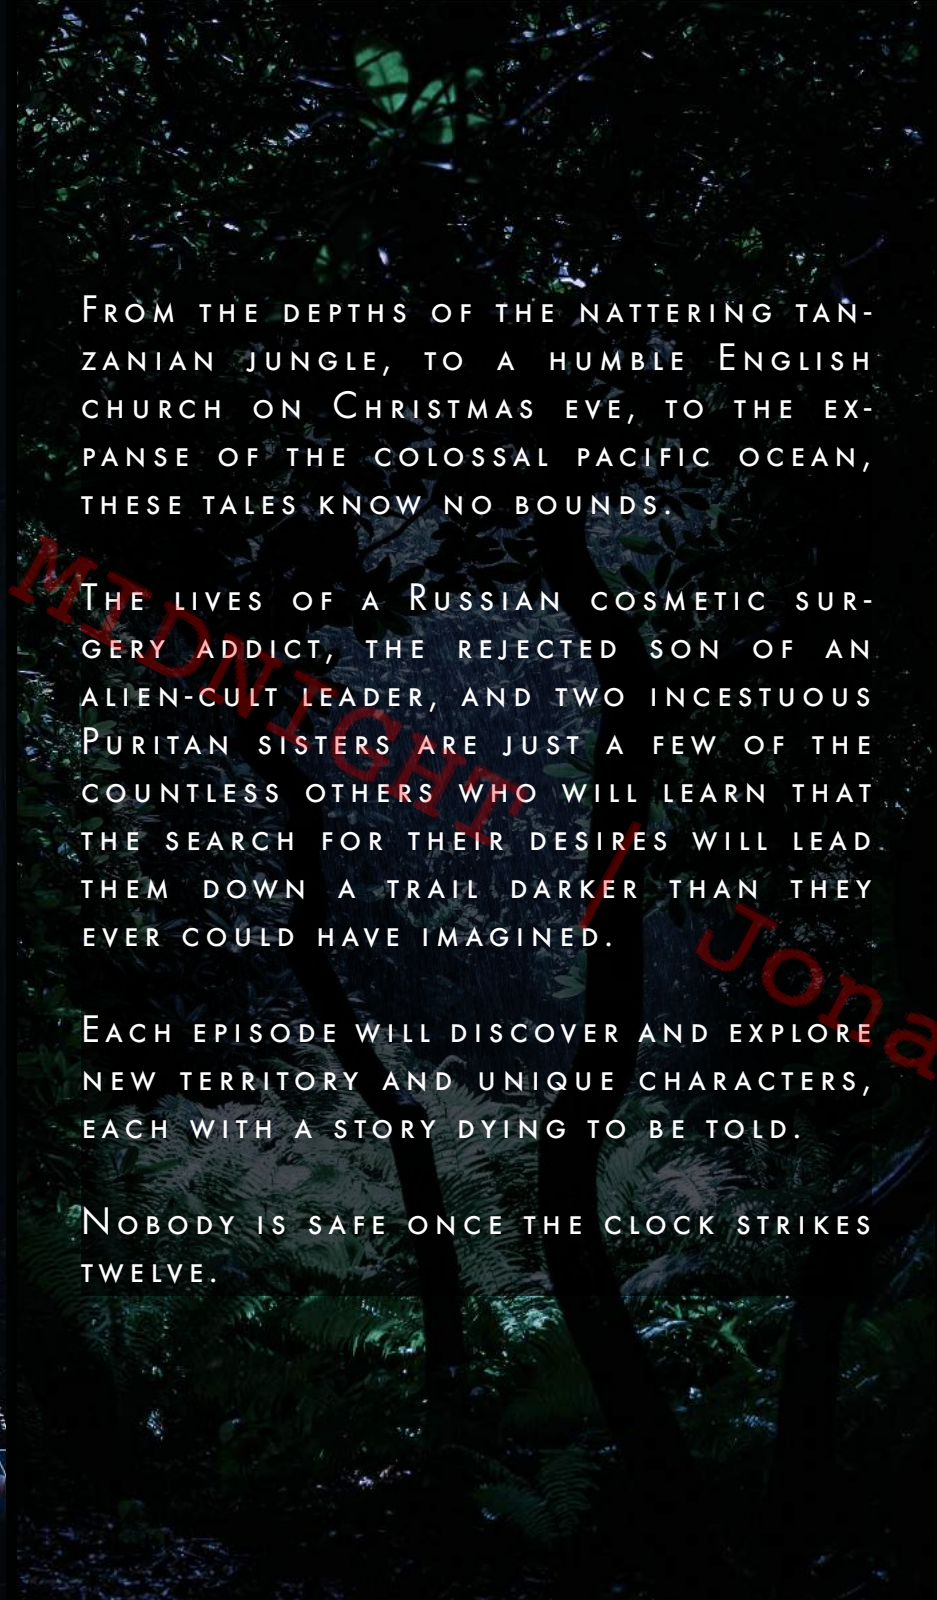 From the depths of the nattering tan-
zanian jungle, to a humble English
church on Christmas eve, to the ex-
panse of the colossal pacific ocean,
these tales know no bounds.
The lives of a Russian cosmetic sur-
gery addict, the rejected son of an
alien-cult leader, and two incestuous
Puritan sisters are just a few of the
countless others who will learn that
the search for their desires will lead
them down a trail darker than they
ever could have imagined.
Each episode will discover and explore
new territory and unique characters,
each with a story dying to be told.
Nobody is safe once the clock strikes
twelve.
MIDNIGHT | Jona